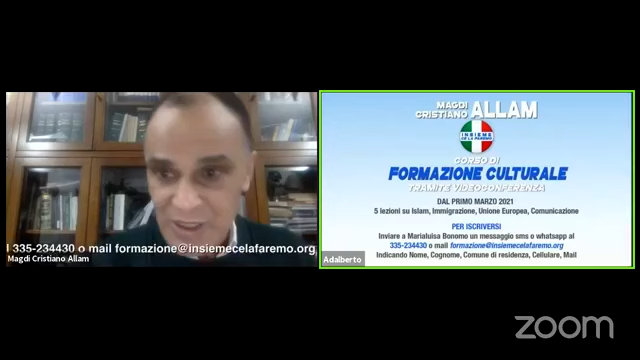 l 335-234430 o mail formazione@insiemecelafaremo.org
Magdi Cristiano Allam
MAGDI
CRISTIANO ALLAM
INSIEME
CE LA FAREMO
CORSO DI
FORMAZIONE CULTURALE
TRAMITE VIDEOCONFERENZA
DAL PRIMO MARZO 2021
5 lezioni su Islam, Immigrazione, Unione Europea, Comunicazione
PER ISCRIVERSI
Inviare a Marialuisa Bonomo un messaggio sms o whatsapp al
335-234430 o mail formazione@insiemecelafaremo.org
Indicando Nome, Cognome, Comune di residenza, Cellulare, Mail
Adalberto
zoom